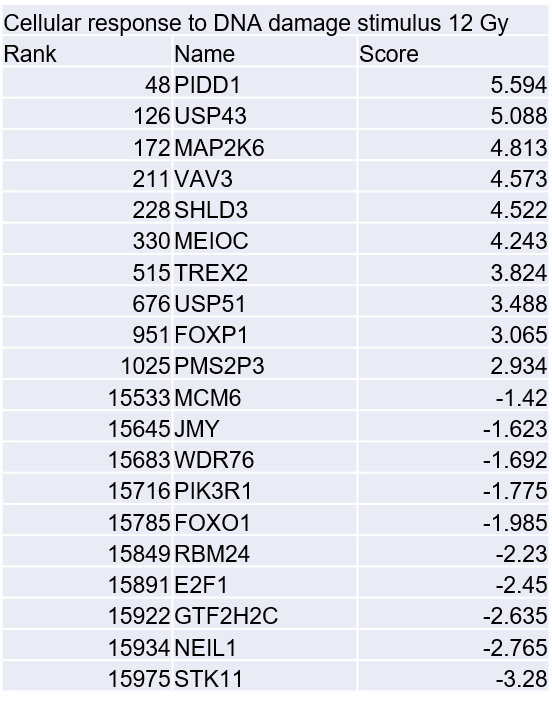 Cellular response to DNA damage stimulus 12 Gy
Rank Name Score
48 PIDD1 5.594
126 USP43 5.088
172 MAP2K6 4.813
211 VAV3 4.573
228 SHLD3 4.522
330 MEIOC 4.243
515 TREX2 3.824
676 USP51 3.488
951 FOXP1 3.065
1025 PMS2P3 2.934
15533 MCM6 -1.42
15645 JMY -1.623
15683 WDR76 -1.692
15716 PIK3R1 -1.775
15785 FOXO1 -1.985
15849 RBM24 -2.23
15891 E2F1 -2.45
15922 GTF2H2C -2.635
15934 NEIL1 -2.765
15975 STK11 -3.28